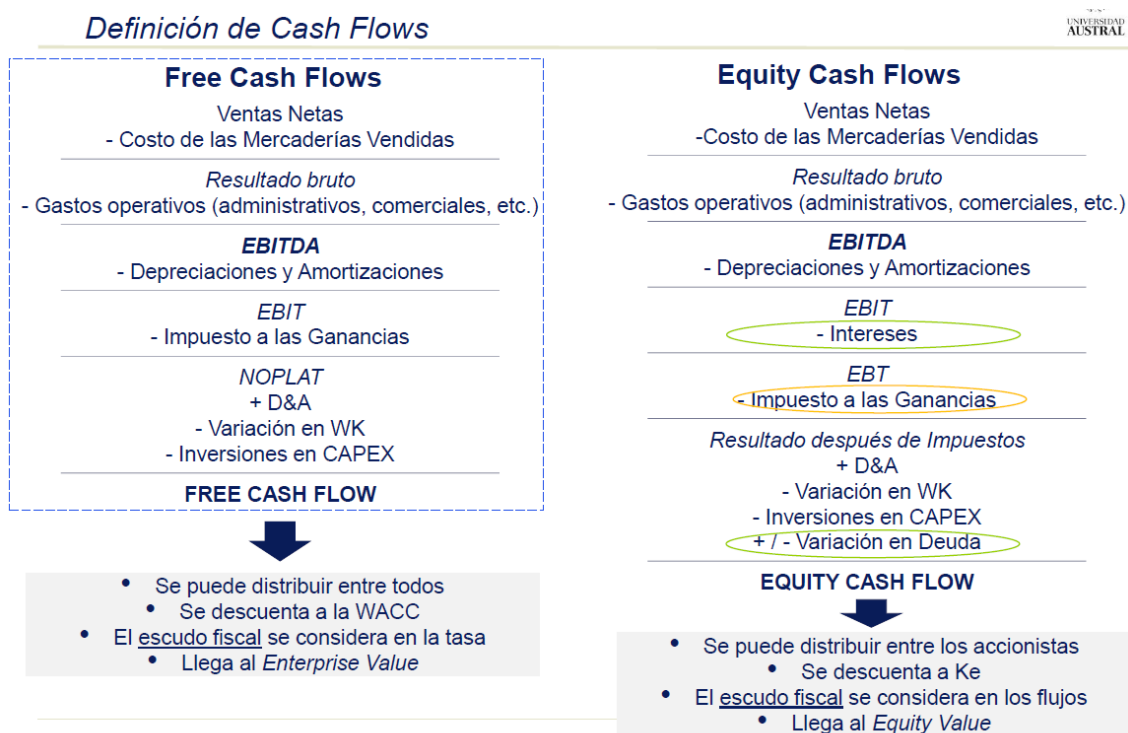 Definición de Cash Flows
UNIVERSIDAD
AUSTRAL
Free Cash Flows
Ventas Netas
- Costo de las Mercaderías Vendidas
Resultado bruto
- Gastos operativos (administrativos, comerciales, etc.)
EBITDA
- Depreciaciones y Amortizaciones
EBIT
- Impuesto a las Ganancias
NOPLAT
+ D&A
- Variación en WK
- Inversiones en CAPEX
FREE CASH FLOW
• Se puede distribuir entre todos
• Se descuenta a la WACC
• El escudo fiscal se considera en la tasa
• Llega al Enterprise Value
Equity Cash Flows
Ventas Netas
-Costo de las Mercaderías Vendidas
Resultado bruto
- Gastos operativos (administrativos, comerciales, etc.)
EBITDA
- Depreciaciones y Amortizaciones
EBIT
- Intereses
EBT
- Impuesto a las Ganancias
Resultado después de Impuestos
+ D&A
- Variación en WK
- Inversiones en CAPEX
+ / - Variación en Deuda
EQUITY CASH FLOW
• Se puede distribuir entre los accionistas
• Se descuenta a Ke
• El escudo fiscal se considera en los flujos
• Llega al Equity Value